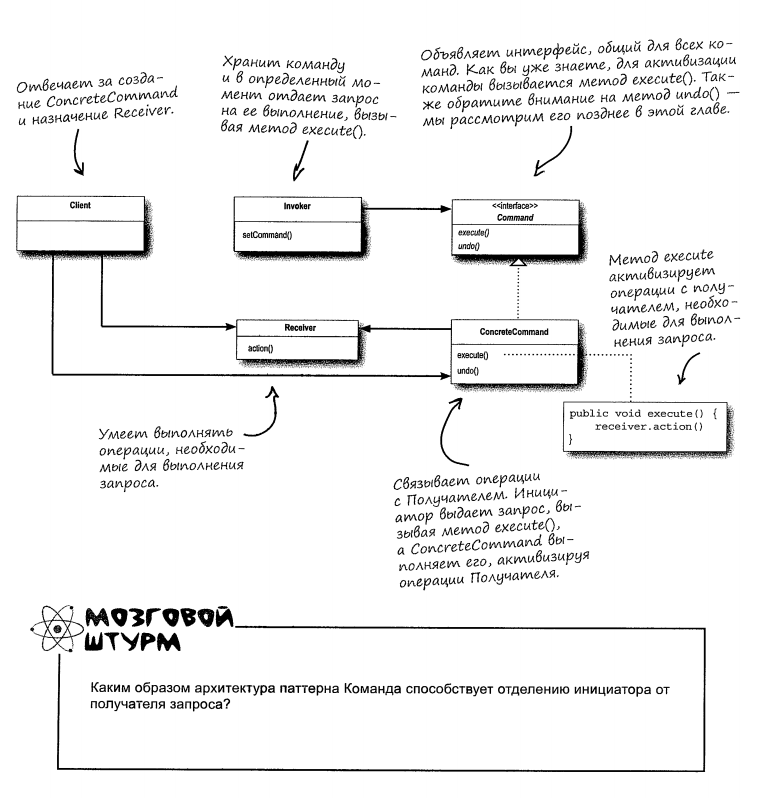 Отвечает за созда-
ние ConcreteCommand
и назначение Receiver.
Хранит команду
и в определенный мо-
мент отдает запрос
на ее выполнение, вызы-
вая метод execute().
Объявляет интерфейс, общий для всех ко-
манд. Как вы уже знаете, для активизации
команды вызывается метод execute(). Так-
же обратите внимание на метод undo() —
мы рассмотрим его позднее в этой главе.
Client
Invoker
setCommand()
<<interface>>
Command
execute()
undo()
Метод execute
активизирует
операции с полу-
чателем, необхо-
димые для выпол-
нения запроса.
Receiver
action()
ConcreteCommand
execute()
undo()
public void execute() {
receiver.action()
}
Умеет выполнять
операции, необходи-
мые для выполнения
запроса.
Связывает операции
с Получателем. Иници-
атор выдает запрос, вы-
зывая метод execute(),
а ConcreteCommand вы-
полняет его, активизируя
операции Получателя.
МОЗГОВОЙ
ШТУРМ
Каким образом архитектура паттерна Команда способствует отделению инициатора от
получателя запроса?